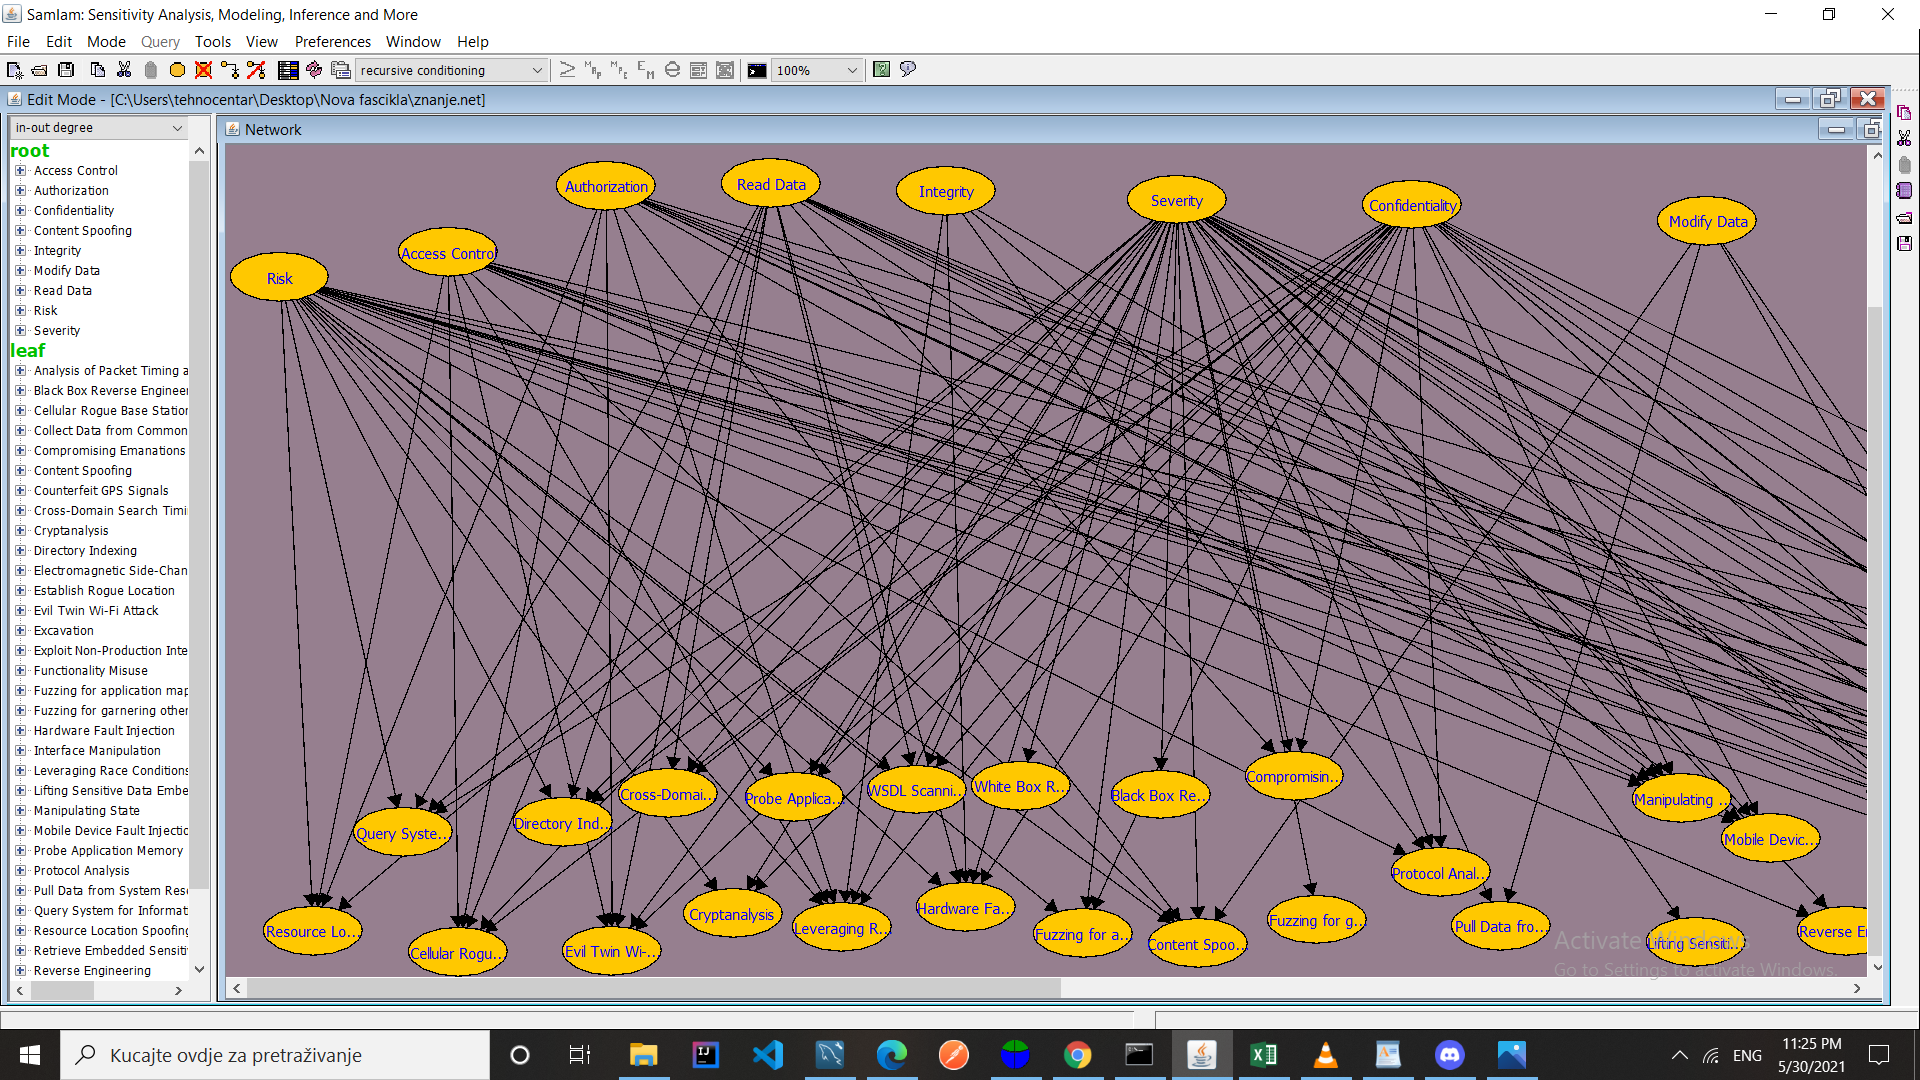 SamIam: Sensitivity Analysis, Modeling, Inference and More
File Edit Mode Query Tools View Preferences Window Help
recursive conditioning
100%
Edit Mode - [C:\Users\tehnocentar\Desktop\Nova fascikla\znanje.net]
in-out degree
root
Access Control
Authorization
Confidentiality
Content Spoofing
Integrity
Modify Data
Read Data
Risk
Severity
leaf
Analysis of Packet Timing a
Black Box Reverse Engineer
Cellular Rogue Base Station
Collect Data from Common
Compromising Emanations
Content Spoofing
Counterfeit GPS Signals
Cross-Domain Search Timi
Cryptanalysis
Directory Indexing
Electromagnetic Side-Chan
Establish Rogue Location
Evil Twin Wi-Fi Attack
Excavation
Exploit Non-Production Inte
Functionality Misuse
Fuzzing for application map
Fuzzing for garnering other
Hardware Fault Injection
Interface Manipulation
Leveraging Race Conditions
Lifting Sensitive Data Embe
Manipulating State
Mobile Device Fault Injectio
Probe Application Memory
Protocol Analysis
Pull Data from System Reso
Query System for Informat
Resource Location Spoofing
Retrieve Embedded Sensiti
Reverse Engineering
Network
Authorization
Read Data
Integrity
Severity
Confidentiality
Modify Data
Access Contro
Risk
Query Syste...
Directory Ind...
Cross-Domai...
Probe Applica...
WSDL Scanni...
White Box R...
Black Box Re...
Compromisin...
Manipulating ...
Mobile Devic...
Resource Lo...
Cellular Rogu...
Evil Twin Wi-...
Cryptanalysis
Leveraging R...
Hardware Fa...
Fuzzing for a...
Content Spoo...
Fuzzing for g...
Protocol Anal...
Pull Data fro...
Lifting Sensiti...
Reverse En
Activate Windows
Go to Settings to activate Windows.
Kucajte ovdje za pretraživanje
ENG
11:25 PM
5/30/2021